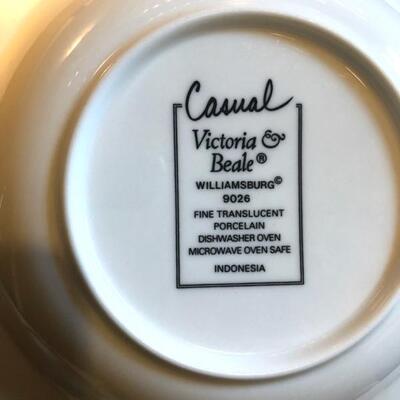 Casual
Victoria &
Beale®
WILLIAMSBURG©
9026
FINE TRANSLUCENT
PORCELAIN
DISHWASHER OVEN
MICROWAVE OVEN SAFE
INDONESIA